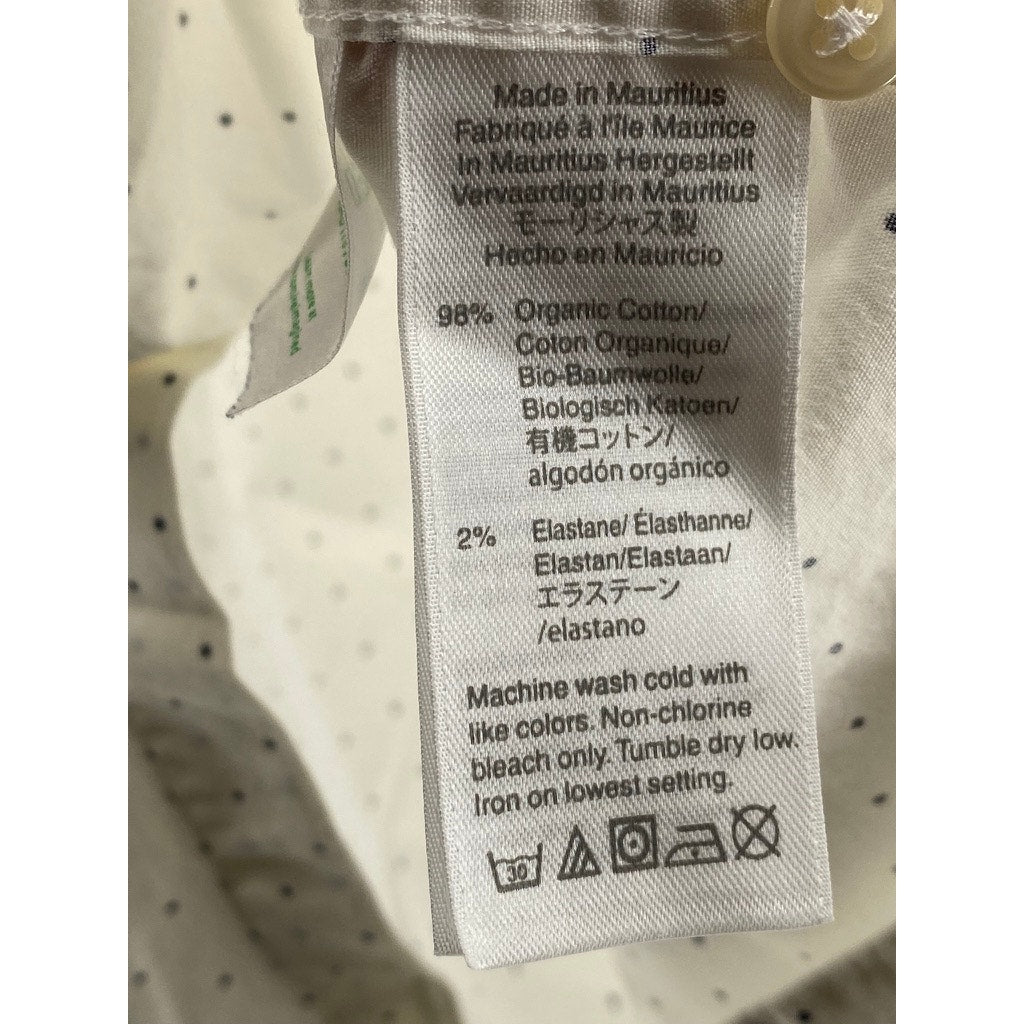 Made in Mauritius
Fabriqué à l'île Maurice
In Mauritius Hergestellt
Vervaardigd in Mauritius
モーリシャス製
Hecho en Mauricio
98% Organic Cotton/
Coton Organique/
Bio-Baumwolle/
Biologisch Katoen/
有機コットン/
algodón orgánico
2% Elastane/ Élasthanne/
Elastan/Elastaan/
エラステーン
/elastano
Machine wash cold with
like colors. Non-chlorine
bleach only. Tumble dry low.
Iron on lowest setting.
30